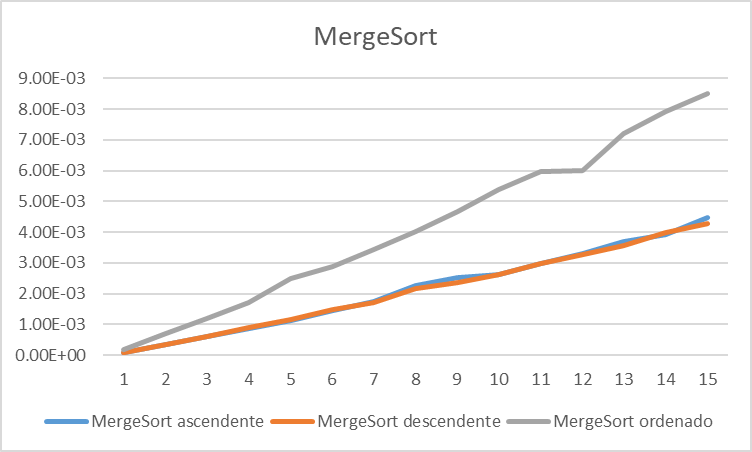 MergeSort
9.00E-03
8.00E-03
7.00E-03
6.00E-03
5.00E-03
4.00E-03
3.00E-03
2.00E-03
1.00E-03
0.00E+00
1 2 3 4 5 6 7 8 9 10 11 12 13 14 15
MergeSort ascendente MergeSort descendente MergeSort ordenado